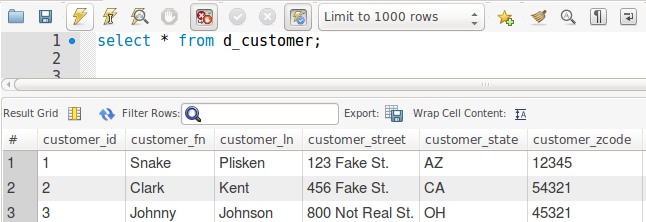 Limit to 1000 rows
1 select * from d_customer;
2
3
Result Grid Filter Rows: Export: Wrap Cell Content:
# customer_id customer_fn customer_ln customer_street customer_state customer_zcode
1 1 Snake Plisken 123 Fake St. AZ 12345
2 2 Clark Kent 456 Fake St. CA 54321
3 3 Johnny Johnson 800 Not Real St. OH 45321